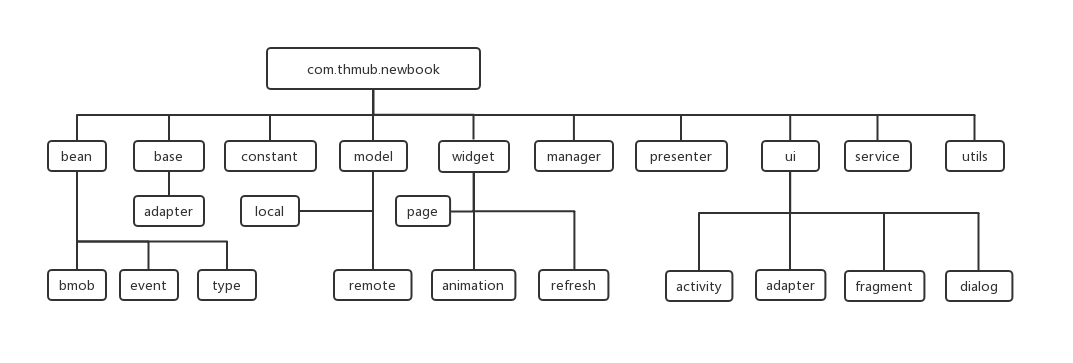 com.thmub.newbook
bean
base
constant
model
widget
manager
presenter
ui
service
utils
adapter
local
page
bmob
event
type
remote
animation
refresh
activity
adapter
fragment
dialog